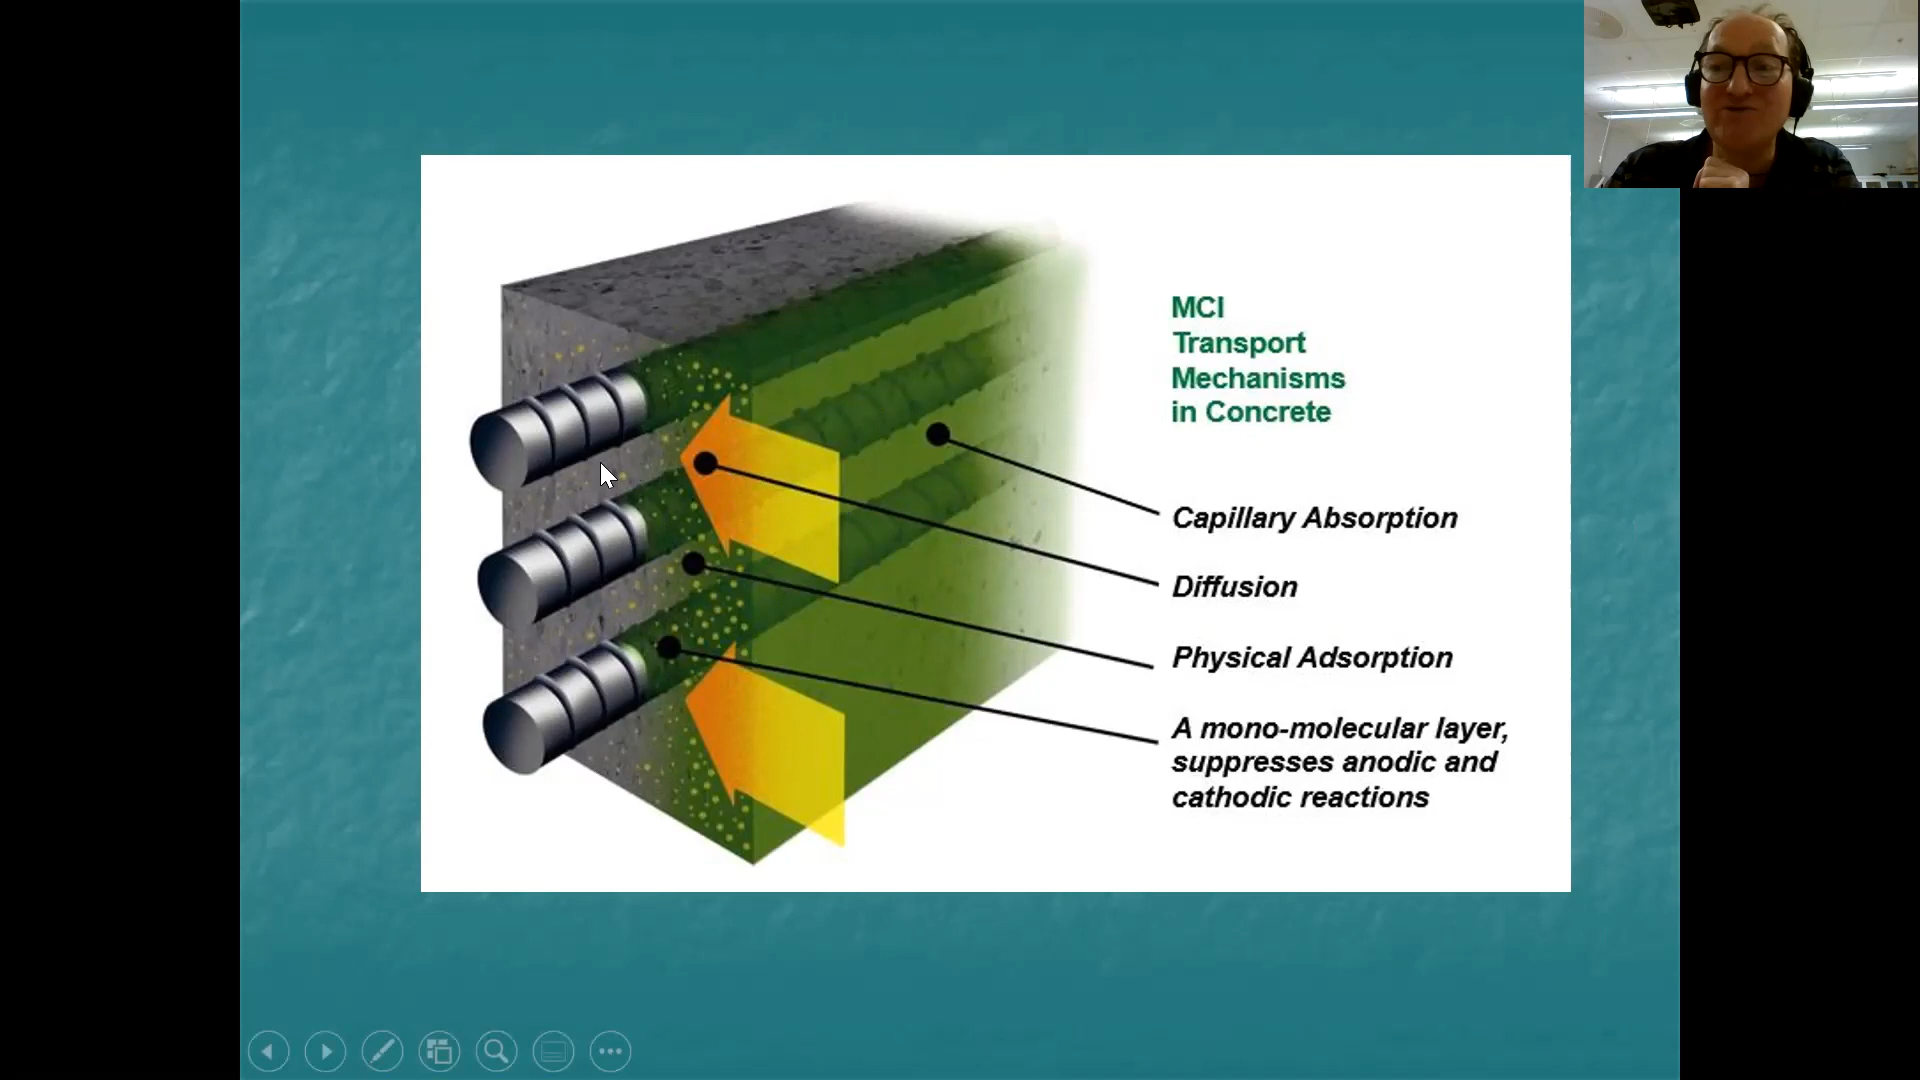 MCI
Transport
Mechanisms
in Concrete
Capillary Absorption
Diffusion
Physical Adsorption
A mono-molecular layer,
suppresses anodic and
cathodic reactions